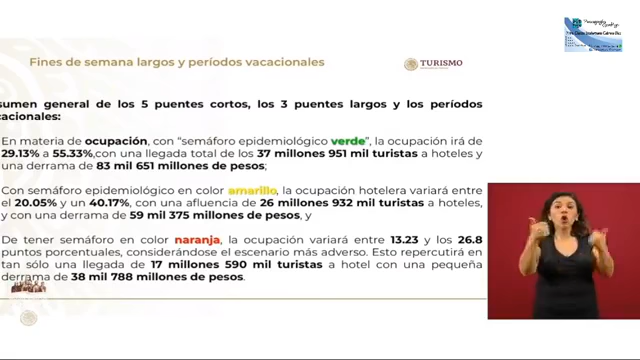 Fines de semana largos y períodos vacacionales
TURISMO
sumen general de los 5 puentes cortos, los 3 puentes largos y los períodos
cacionales:
En materia de ocupación, con "semáforo epidemiológico verde", la ocupación irá de
29.13% a 55.33%,con una llegada total de los 37 millones 951 mil turistas a hoteles y
una derrama de 83 mil 651 millones de pesos;
Con semáforo epidemiológico en color amarillo, la ocupación hotelera variará entre
el 20.05% y un 40.17%, con una afluencia de 26 millones 932 mil turistas a hoteles,
y con una derrama de 59 mil 375 millones de pesos, y
De tener semáforo en color naranja, la ocupación variará entre 13.23 y los 26.8
puntos porcentuales, considerándose el escenario más adverso. Esto repercutirá en
tan sólo una llegada de 17 millones 590 mil turistas a hotel con una pequeña
derrama de 38 mil 788 millones de pesos.